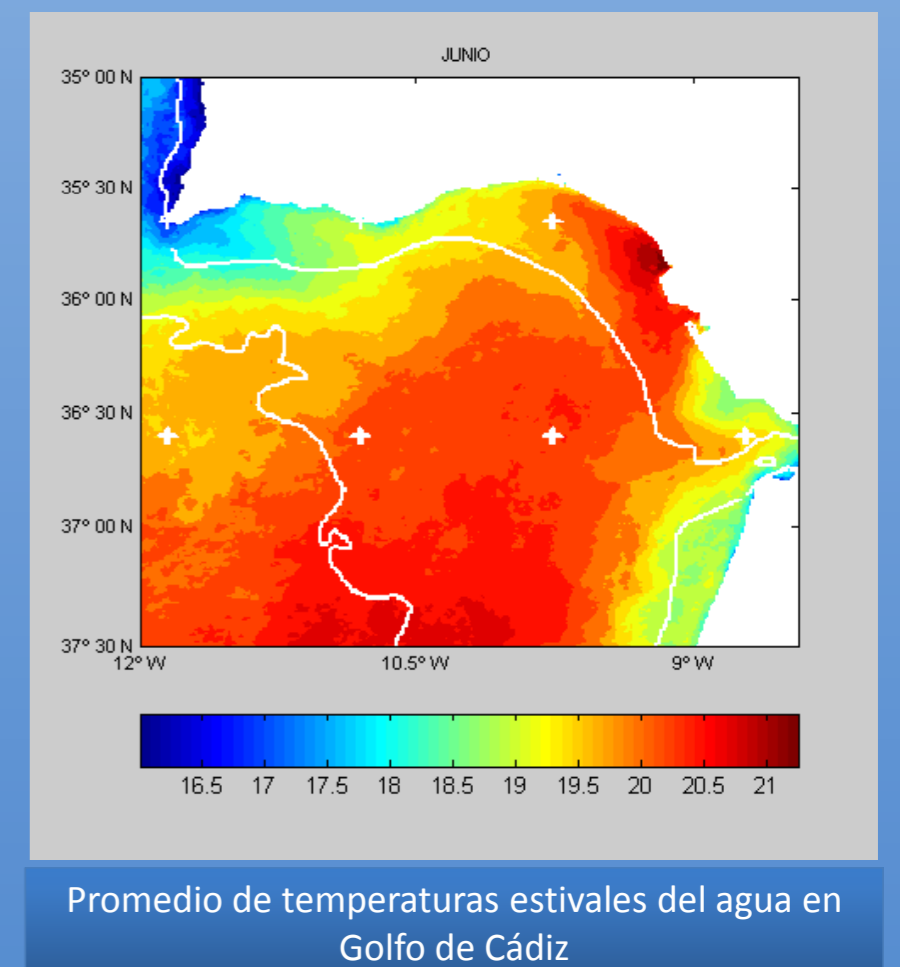 JUNIO
35° 00 N
35° 30 N
36° 00 N
36° 30 N
37° 00 N
37° 30 N
12° W 10.5° W 9° W
16.5 17 17.5 18 18.5 19 19.5 20 20.5 21
Promedio de temperaturas estivales del agua en
Golfo de Cádiz